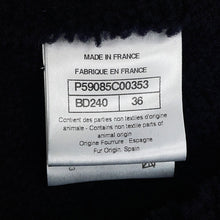 MADE IN FRANCE
FABRIQUE EN FRANCE
P59085C00353
BD240 36
Contient des parties non textiles d'origine
animale - Contains non-textiles parts of
animal origin
Origine Fourrure : Espagne
Fur Origin : Spain